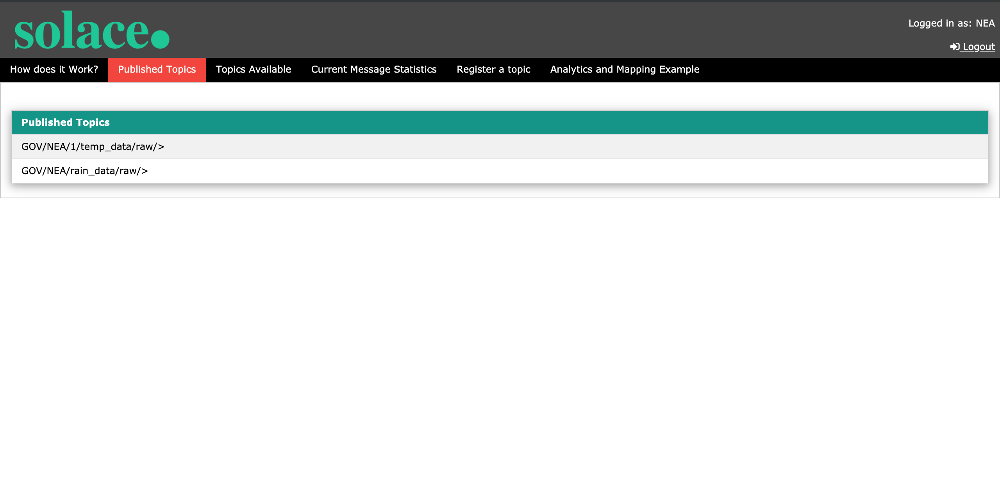 solace.
Logged in as: NEA
Logout
How does it Work? Published Topics Topics Available Current Message Statistics Register a topic Analytics and Mapping Example
Published Topics
GOV/NEA/1/temp_data/raw/>
GOV/NEA/rain_data/raw/>